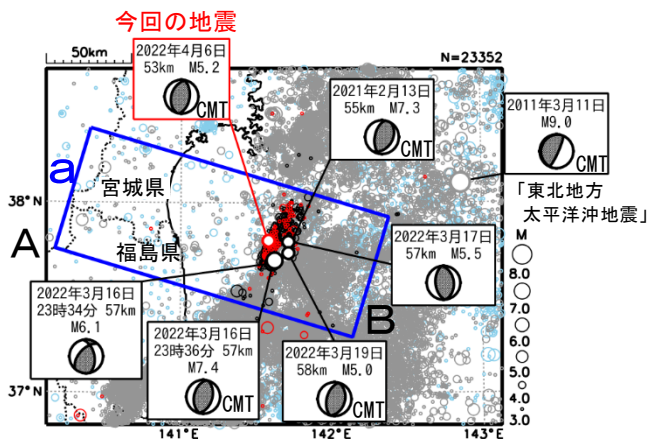 今回の地震
50km
N=23352
2022年4月6日
53km M5.2
CMT
2021年2月13日
55km M7.3
CMT
2011年3月11日
M9.0
CMT
「東北地方
太平洋沖地震」
a
宮城県
38°N
A
福島県
B
2022年3月17日
57km M5.5
2022年3月16日
23時34分 57km
M6.1
2022年3月16日
23時36分 57km
M7.4
CMT
2022年3月19日
58km M5.0
CMT
M
8.0
7.0
6.0
5.0
4.0
3.0
37°N
141°E
142°E
143°E